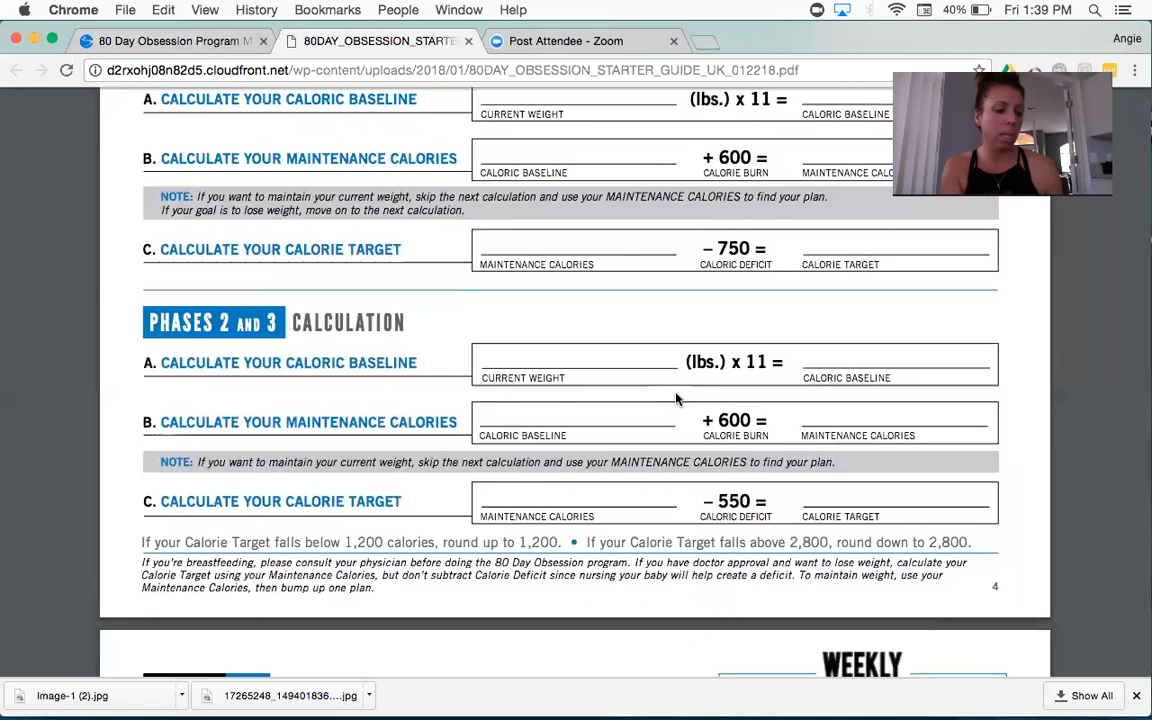 Chrome File Edit View History Bookmarks People Window Help 40% Fri 1:39 PM
80 Day Obsession Program M 80DAY_OBSESSION_STARTE Post Attendee - Zoom Angie
d2rxohj08n82d5.cloudfront.net/wp-content/uploads/2018/01/80DAY_OBSESSION_STARTER_GUIDE_UK_012218.pdf
A. CALCULATE YOUR CALORIC BASELINE (lbs.) x 11 =
CURRENT WEIGHT CALORIC BASELINE
B. CALCULATE YOUR MAINTENANCE CALORIES + 600 =
CALORIC BASELINE CALORIE BURN MAINTENANCE
NOTE: If you want to maintain your current weight, skip the next calculation and use your MAINTENANCE CALORIES to find your plan.
If your goal is to lose weight, move on to the next calculation.
C. CALCULATE YOUR CALORIE TARGET – 750 =
MAINTENANCE CALORIES CALORIC DEFICIT CALORIE TARGET
PHASES 2 AND 3 CALCULATION
A. CALCULATE YOUR CALORIC BASELINE (lbs.) x 11 =
CURRENT WEIGHT CALORIC BASELINE
B. CALCULATE YOUR MAINTENANCE CALORIES + 600 =
CALORIC BASELINE CALORIE BURN MAINTENANCE CALORIES
NOTE: If you want to maintain your current weight, skip the next calculation and use your MAINTENANCE CALORIES to find your plan.
C. CALCULATE YOUR CALORIE TARGET – 550 =
MAINTENANCE CALORIES CALORIC DEFICIT CALORIE TARGET
If your Calorie Target falls below 1,200 calories, round up to 1,200. • If your Calorie Target falls above 2,800, round down to 2,800.
If you're breastfeeding, please consult your physician before doing the 80 Day Obsession program. If you have doctor approval and want to lose weight, calculate your
Calorie Target using your Maintenance Calories, but don't subtract Calorie Deficit since nursing your baby will help create a deficit. To maintain weight, use your
Maintenance Calories, then bump up one plan. 4
WEEKLY
Image-1 (2).jpg 17265248_149401836....jpg Show All